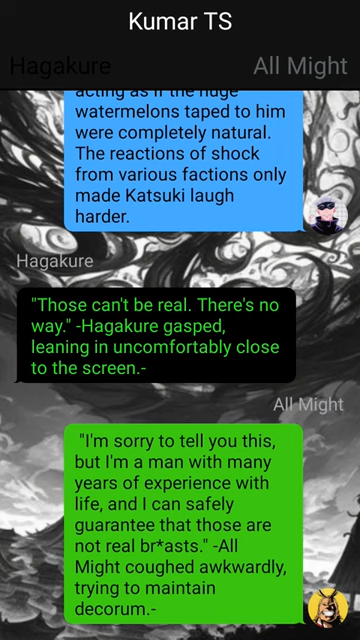 Kumar TS
Hagakure
All Might
acting as if the huge
watermelons taped to him
were completely natural.
The reactions of shock
from various factions only
made Katsuki laugh
harder.
Hagakure
"Those can't be real. There's no
way." -Hagakure gasped,
leaning in uncomfortably close
to the screen.-
All Might
"I'm sorry to tell you this,
but I'm a man with many
years of experience with
life, and I can safely
guarantee that those are
not real br*asts." -All
Might coughed awkwardly,
trying to maintain
decorum.-